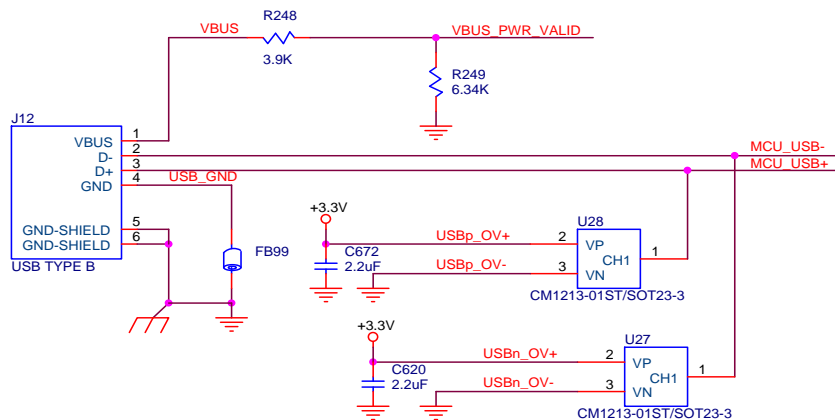 R248
VBUS
VBUS_PWR_VALID
3.9K
R249
6.34K
J12
VBUS 1
D- 2
D+ 3
GND 4
USB_GND
MCU_USB-
MCU_USB+
GND-SHIELD 5
GND-SHIELD 6
USB TYPE B
FB99
+3.3V
C672
2.2uF
USBp_OV+
USBp_OV-
U28
2 VP
3 VN
CH1 1
CM1213-01ST/SOT23-3
+3.3V
C620
2.2uF
USBn_OV+
USBn_OV-
U27
2 VP
3 VN
CH1 1
CM1213-01ST/SOT23-3